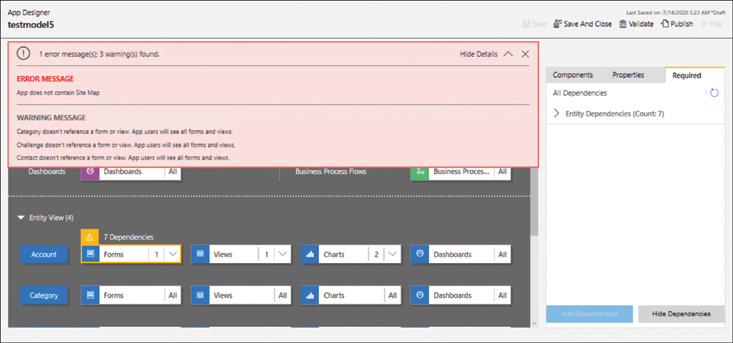 App Designer
Last Saved on :7/14/2020 5:23 AM *Draft
testmodel5
Save Save And Close Validate Publish Play
1 error message(s); 3 warning(s) found. Hide Details
ERROR MESSAGE
App does not contain Site Map
WARNING MESSAGE
Category doesn't reference a form or view. App users will see all forms and views.
Challenge doesn't reference a form or view. App users will see all forms and views.
Contact doesn't reference a form or view. App users will see all forms and views.
Dashboards Dashboards All Business Process Flows Business Proces... All
Entity View (4)
7 Dependencies
Account Forms 1 Views 1 Charts 2 Dashboards All
Category Forms All Views All Charts All Dashboards All
Components Properties Required
All Dependencies
Entity Dependencies (Count: 7)
Add Dependencies Hide Dependencies